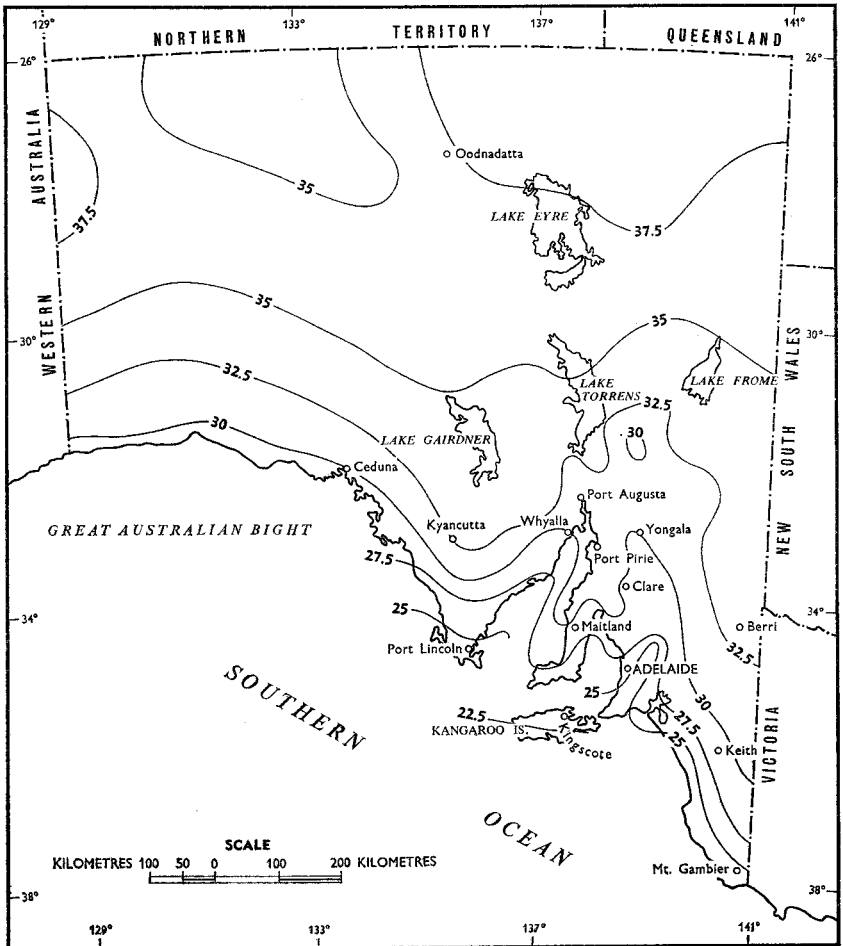 129° 133° 137° 141°
NORTHERN TERRITORY QUEENSLAND
26° 26°
WESTERN AUSTRALIA
Oodnadatta
35
37.5
LAKE EYRE
37.5
35
35
30° 30°
32.5
LAKE TORRENS
LAKE FROME
32.5
30
30
LAKE GAIRDNER
NEW SOUTH WALES
Ceduna
Port Augusta
GREAT AUSTRALIAN BIGHT
Kyancutta
Whyalla
Yongala
27.5
Port Pirie
Clare
25
34° 34°
Maitland
Berri
Port Lincoln
32.5
ADELAIDE
SOUTHERN
25
30
22.5
27.5
KANGAROO IS.
Kingscote
25
Keith
VICTORIA
OCEAN
SCALE
KILOMETRES 100 50 0 100 200 KILOMETRES
Mt. Gambier
38° 38°
129° 133° 137° 141°